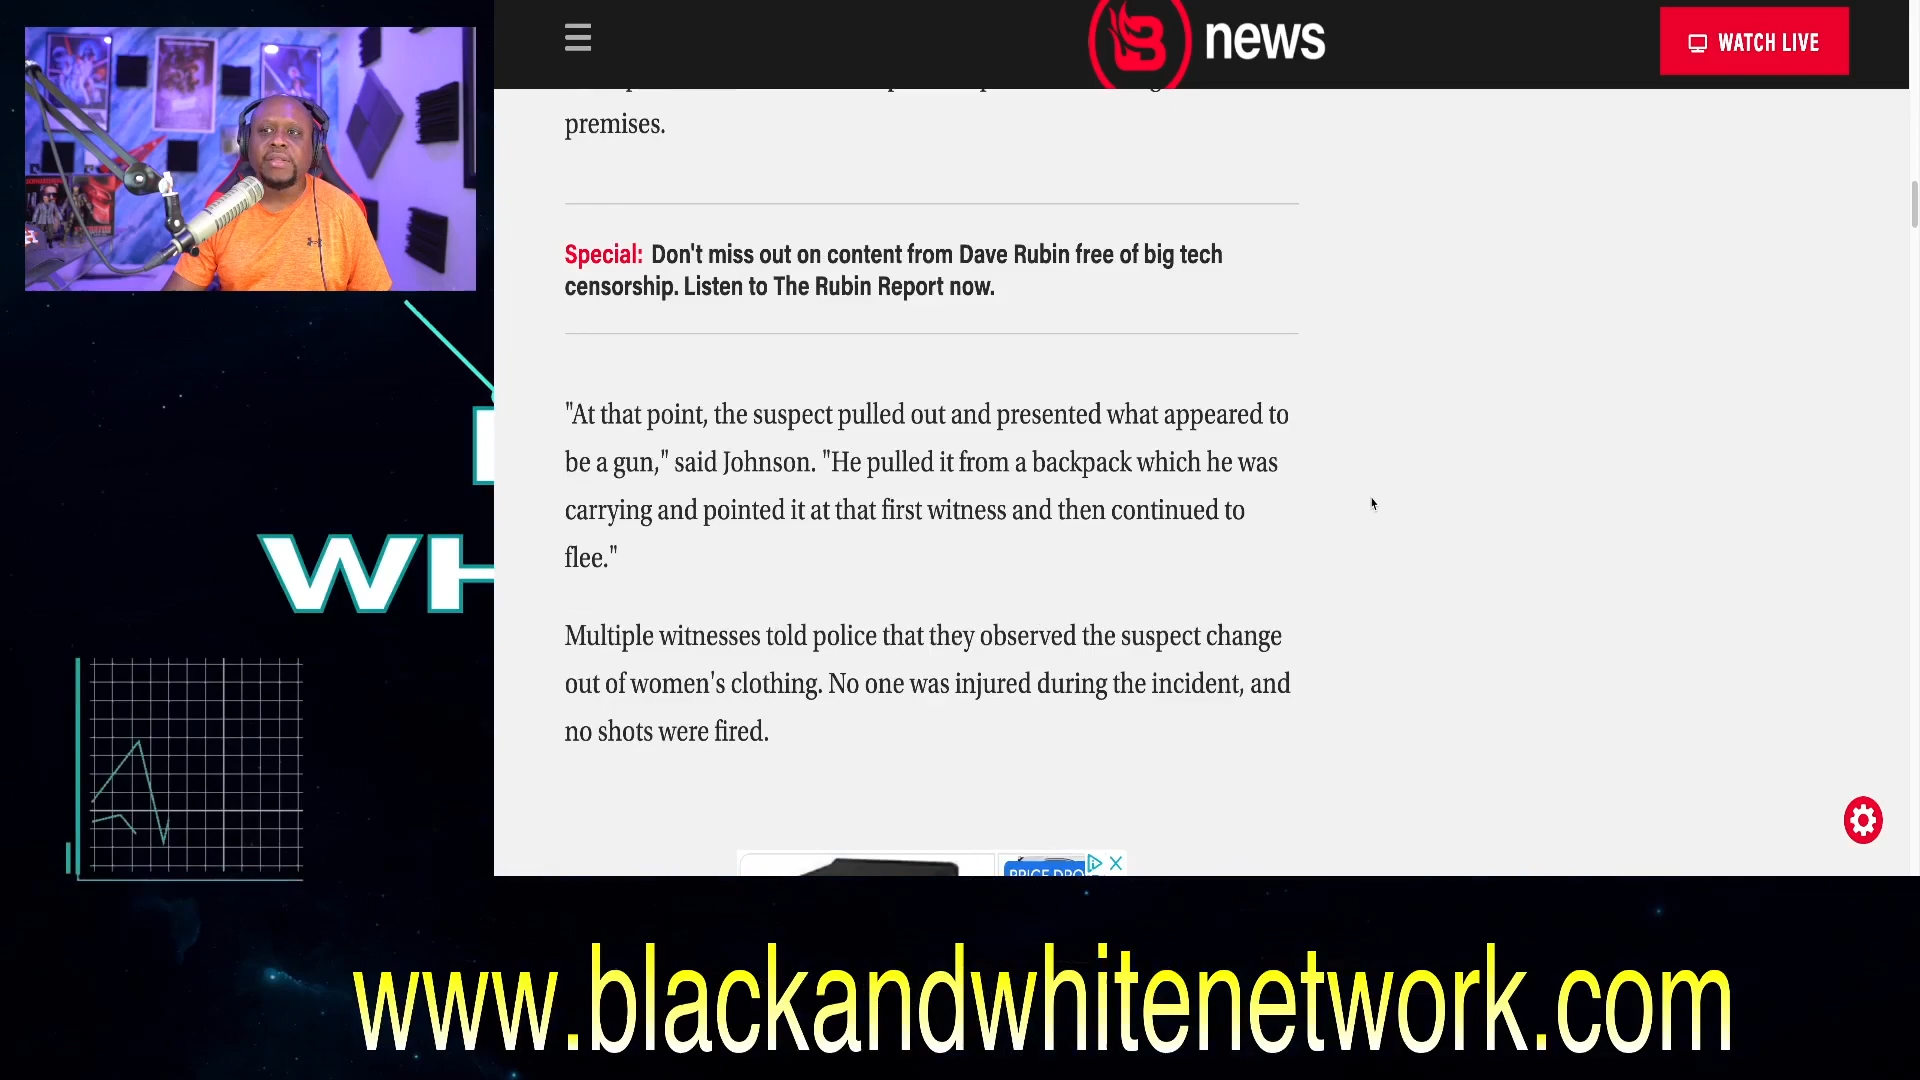 news
WATCH LIVE
premises.
Special: Don't miss out on content from Dave Rubin free of big tech
censorship. Listen to The Rubin Report now.
"At that point, the suspect pulled out and presented what appeared to
be a gun," said Johnson. "He pulled it from a backpack which he was
carrying and pointed it at that first witness and then continued to
flee."
Multiple witnesses told police that they observed the suspect change
out of women's clothing. No one was injured during the incident, and
no shots were fired.
WH
www.blackandwhitenetwork.com